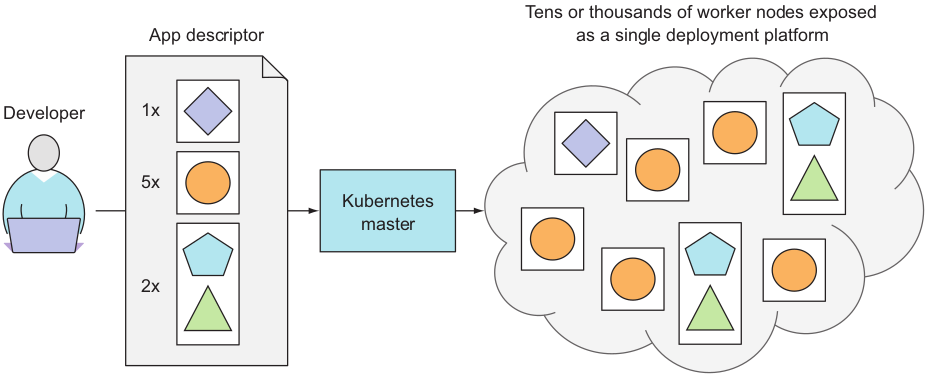 Tens or thousands of worker nodes exposed
as a single deployment platform
App descriptor
Developer
1x
5x
2x
Kubernetes
master